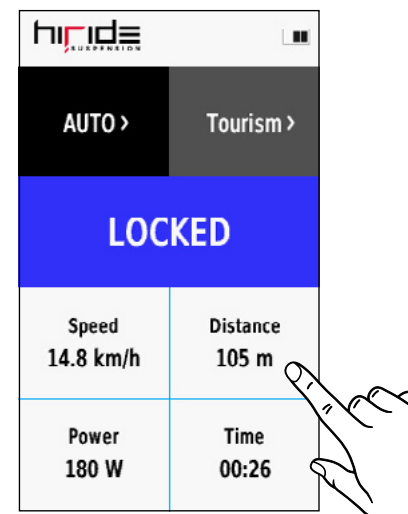 hiride
SUSPENSION
AUTO >
Tourism >
LOCKED
Speed
14.8 km/h
Distance
105 m
Power
180 W
Time
00:26